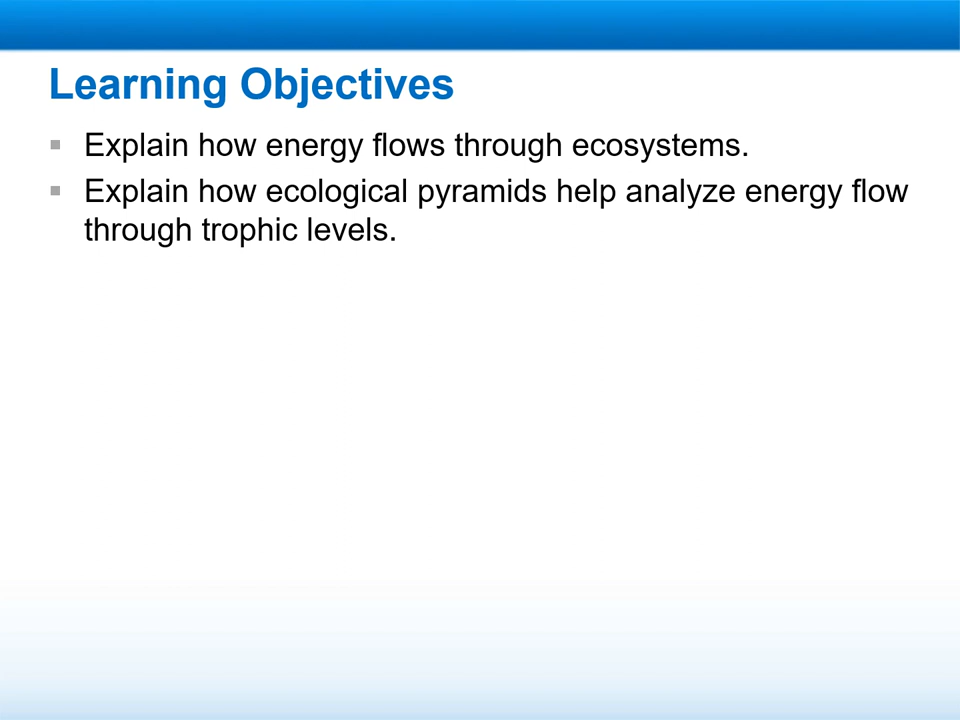 Learning Objectives
▪ Explain how energy flows through ecosystems.
▪ Explain how ecological pyramids help analyze energy flow
through trophic levels.